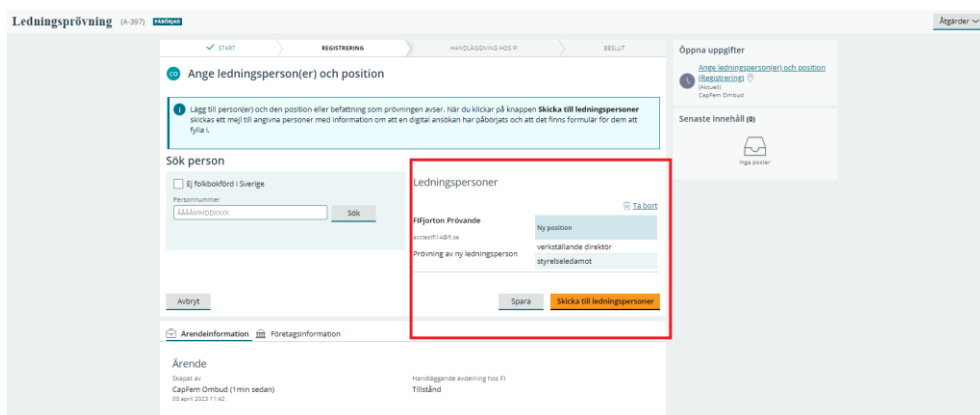 Ledningsprövning (A-397) PÅBÖRJAD
Åtgärder
START
REGISTRERING
HANDLÄGGNING HOS FI
BESLUT
CO Ange ledningsperson(er) och position
Lägg till person(er) och den position eller befattning som prövningen avser. När du klickar på knappen Skicka till ledningspersoner
skickas ett mejl till angivna personer med information om att en digital ansökan har påbörjats och att det finns formulär för dem att
fylla i.
Sök person
Ej folkbokförd i Sverige
Personnummer
ÅÅÅÅMMDDXXXX
Sök
Avbryt
Ledningspersoner
Ta bort
FIFjorton Prövande
acctestfi14@fi.se
Prövning av ny ledningsperson
Ny position
verkställande direktör
styrelseledamot
Spara
Skicka till ledningspersoner
Ärendeinformation
Företagsinformation
Ärende
Skapat av
CapFem Ombud (1min sedan)
03 april 2023 11:42
Handläggande avdelning hos FI
Tillstånd
Öppna uppgifter
Ange ledningsperson(er) och position
(Registrering)
(Aktuell)
CapFem Ombud
Senaste innehåll (0)
Inga poster